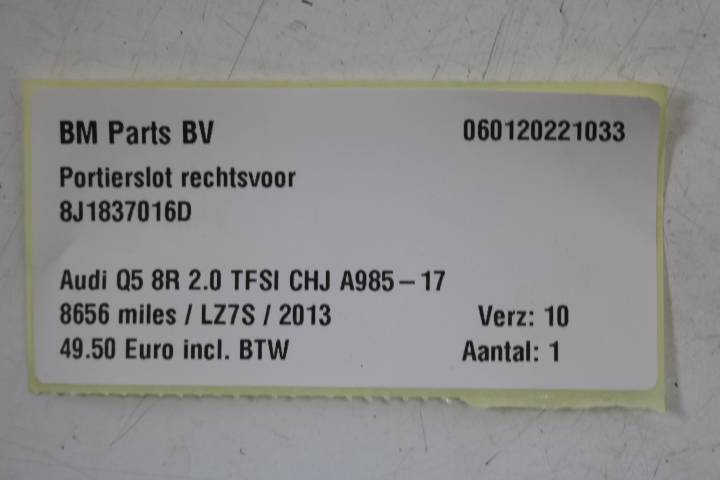 BM Parts BV 060120221033
Portierslot rechtsvoor
8J1837016D
Audi Q5 8R 2.0 TFSI CHJ A985-17
8656 miles / LZ7S / 2013 Verz: 10
49.50 Euro incl. BTW Aantal: 1